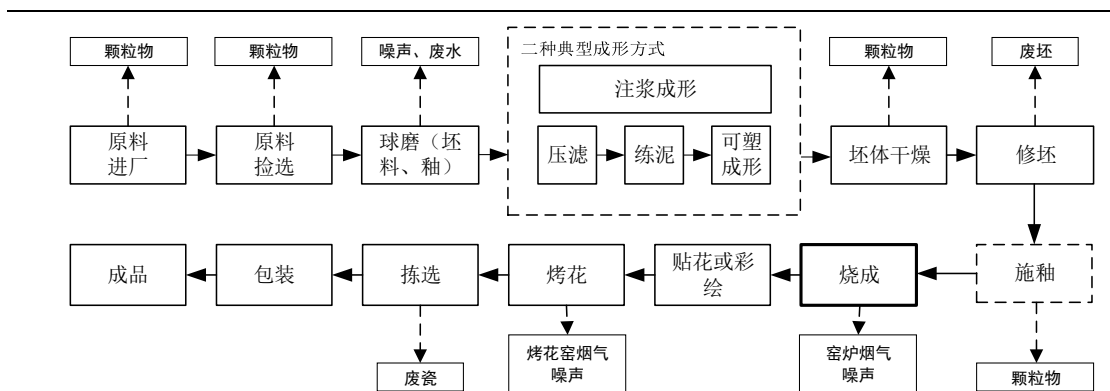 颗粒物
颗粒物
噪声、废水
二种典型成形方式
颗粒物
废坯
注浆成形
原料
进厂
原料
捡选
球磨（坯
料、釉）
压滤
练泥
可塑
成形
坯体干燥
修坯
成品
包装
拣选
烤花
贴花或彩
绘
烧成
施釉
废瓷
烤花窑烟气
噪声
窑炉烟气
噪声
颗粒物